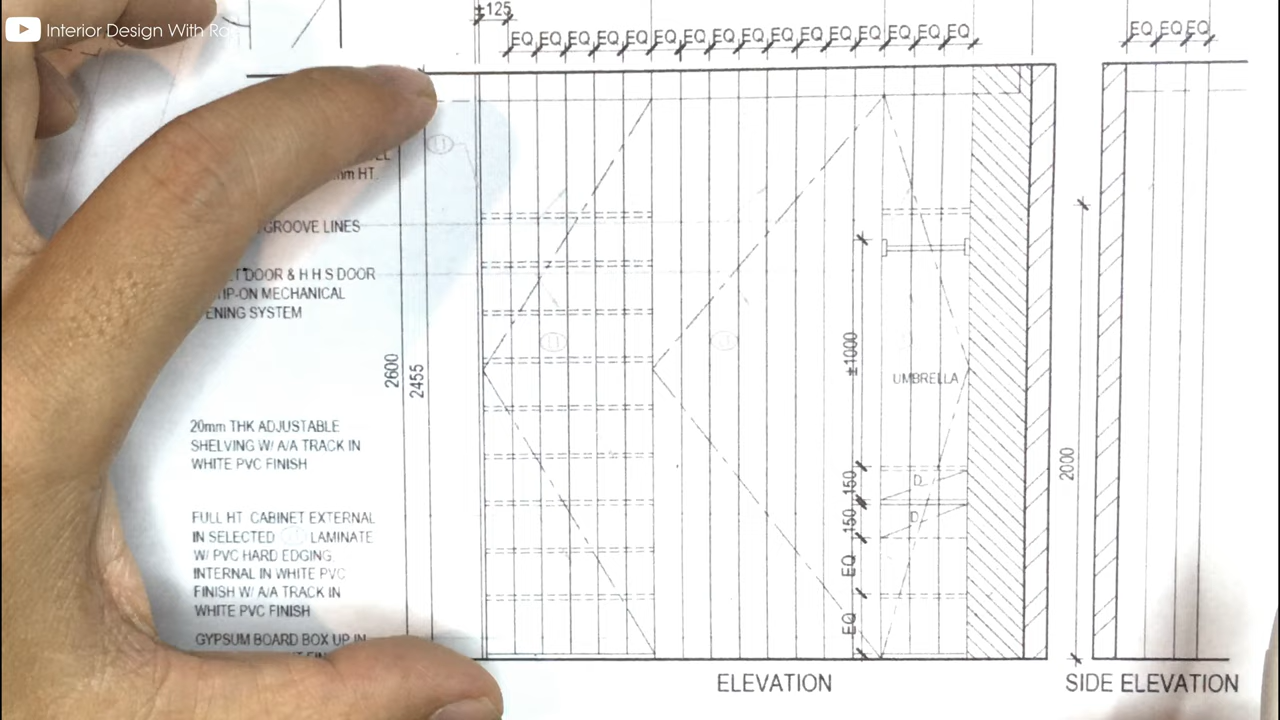 Interior Design With
±125
EQ EQ EQ EQ EQ EQ EQ EQ EQ EQ EQ EQ EQ EQ EQ EQ
EQ EQ EQ
HT.
GROOVE LINES
DOOR & H H S DOOR
TIP-ON MECHANICAL
SYSTEM
2600
2455
20mm THK ADJUSTABLE
SHELVING W/ A/A TRACK IN
WHITE PVC FINISH
FULL HT. CABINET EXTERNAL
IN SELECTED LAMINATE
W/ PVC HARD EDGING.
INTERNAL IN WHITE PVC
FINISH W/ A/A TRACK IN
WHITE PVC FINISH
GYPSUM BOARD BOX UP IN
±1000
UMBRELLA
150
D
150
D
EQ
EQ
2000
ELEVATION
SIDE ELEVATION